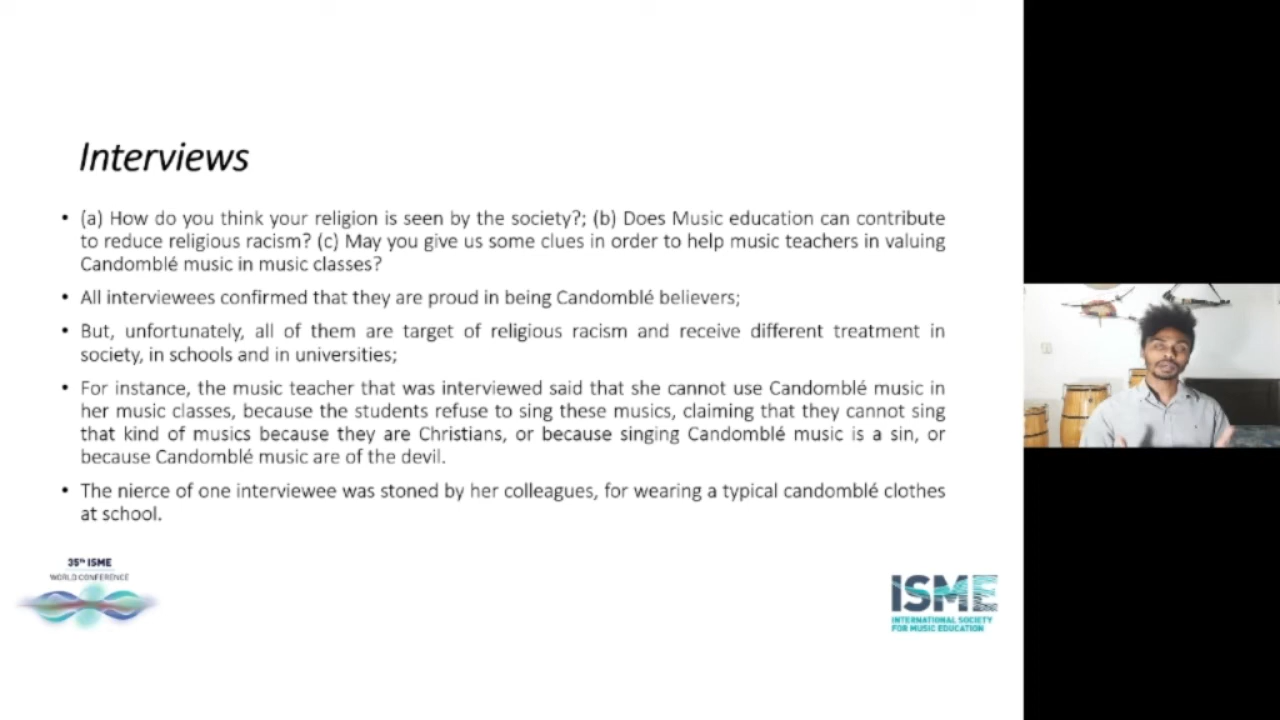 Interviews
• (a) How do you think your religion is seen by the society?; (b) Does Music education can contribute
to reduce religious racism? (c) May you give us some clues in order to help music teachers in valuing
Candomblé music in music classes?
• All interviewees confirmed that they are proud in being Candomblé believers;
• But, unfortunately, all of them are target of religious racism and receive different treatment in
society, in schools and in universities;
• For instance, the music teacher that was interviewed said that she cannot use Candomblé music in
her music classes, because the students refuse to sing these musics, claiming that they cannot sing
that kind of musics because they are Christians, or because singing Candomblé music is a sin, or
because Candomblé music are of the devil.
• The nierce of one interviewee was stoned by her colleagues, for wearing a typical candomblé clothes
at school.
35th ISME
WORLD CONFERENCE
ISME
INTERNATIONAL SOCIETY
FOR MUSIC EDUCATION